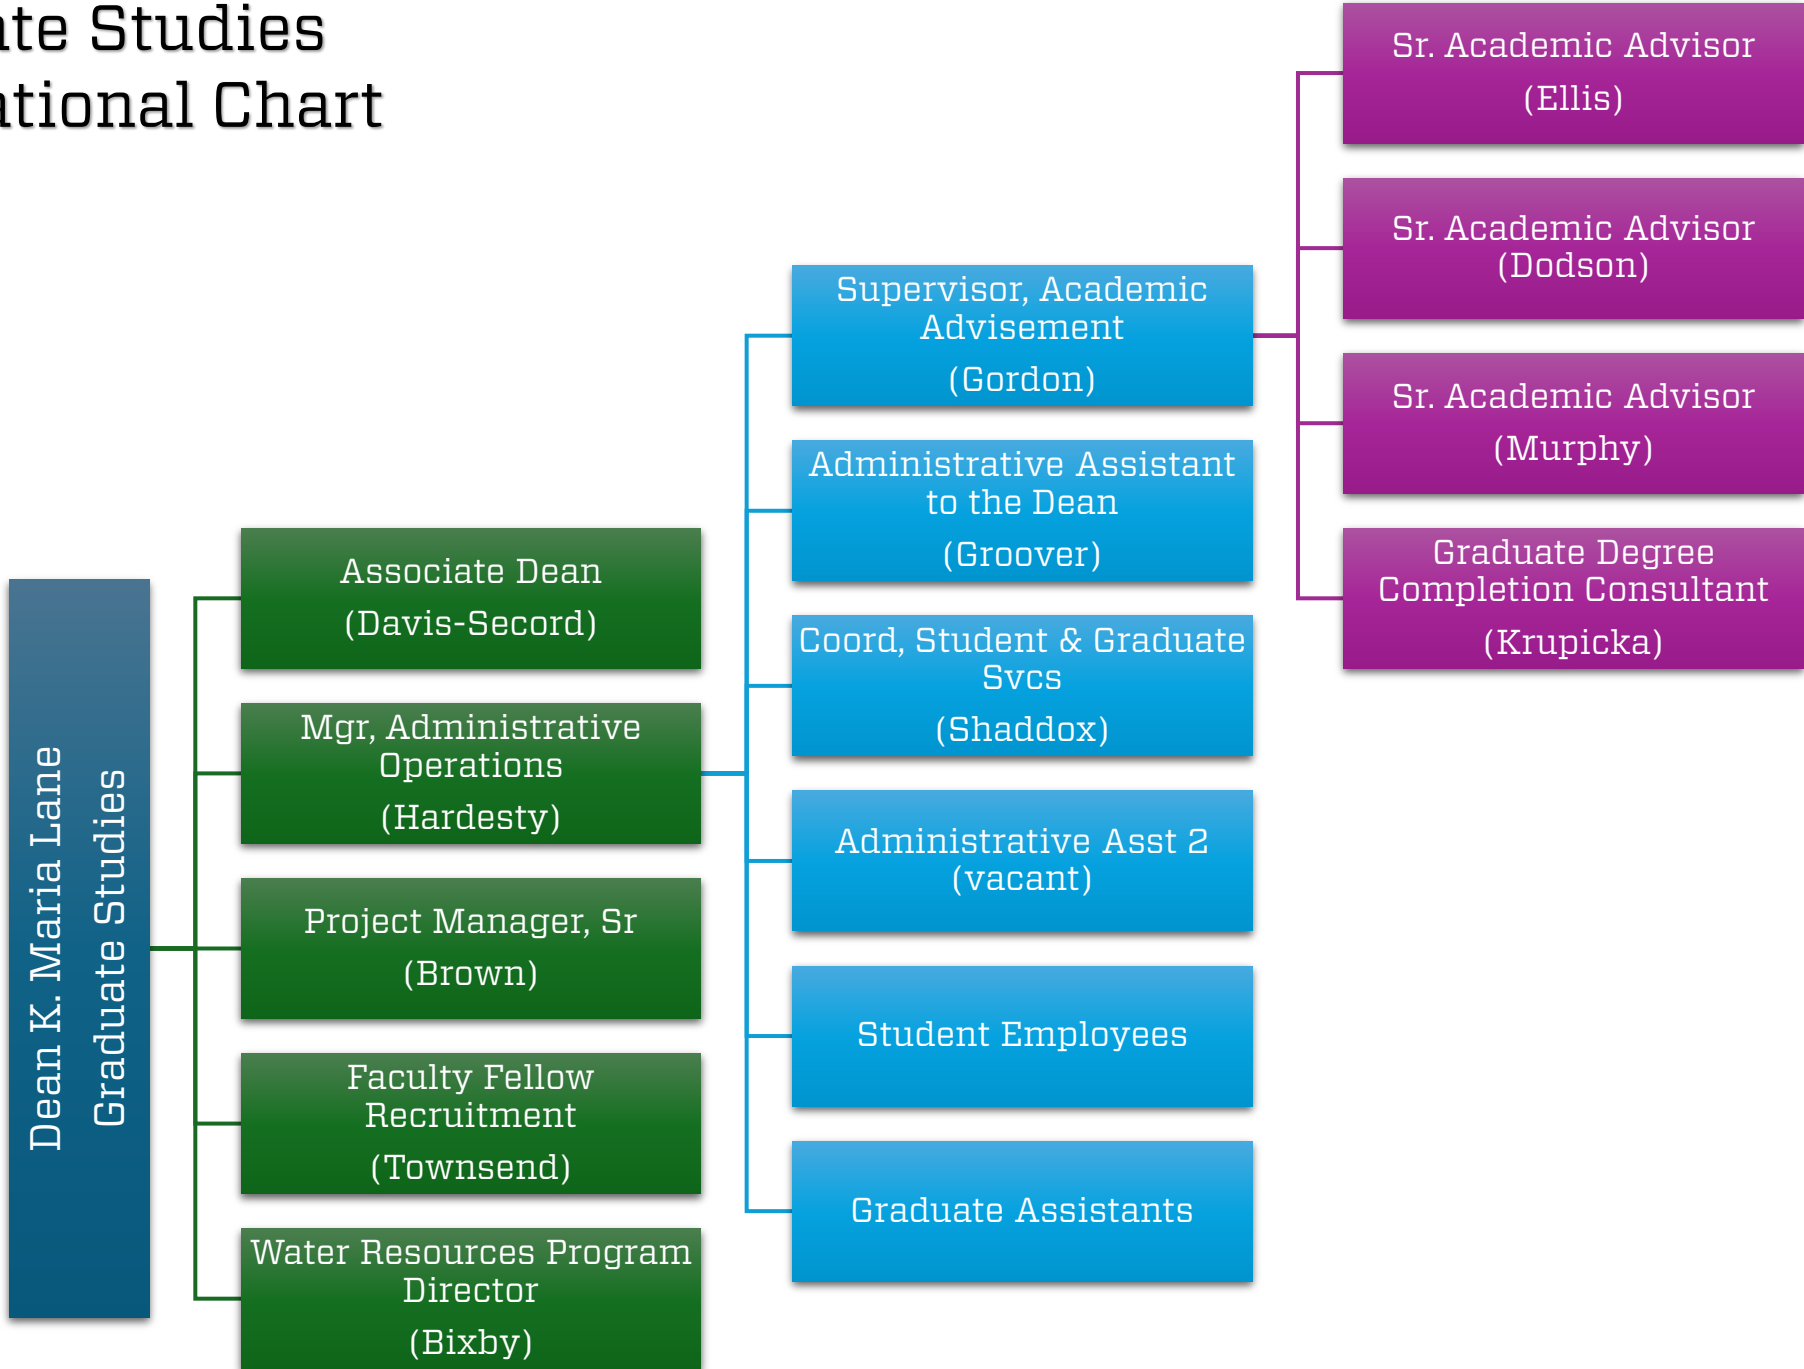 ate Studies
ational Chart
Dean K. Maria Lane
Graduate Studies
Associate Dean
(Davis-Secord)
Mgr, Administrative
Operations
(Hardesty)
Project Manager, Sr
(Brown)
Faculty Fellow
Recruitment
(Townsend)
Water Resources Program
Director
(Bixby)
Supervisor, Academic
Advisement
(Gordon)
Administrative Assistant
to the Dean
(Groover)
Coord, Student & Graduate
Svcs
(Shaddox)
Administrative Asst 2
(vacant)
Student Employees
Graduate Assistants
Sr. Academic Advisor
(Ellis)
Sr. Academic Advisor
(Dodson)
Sr. Academic Advisor
(Murphy)
Graduate Degree
Completion Consultant
(Krupicka)